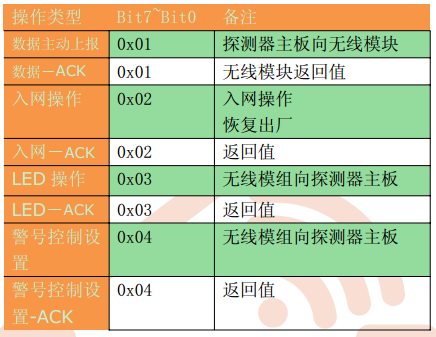 操作类型 Bit7~Bit0 备注
数据主动上报 0x01 探测器主板向无线模块
数据－ACK 0x01 无线模块返回值
入网操作 0x02 入网操作
恢复出厂
入网－ACK 0x02 返回值
LED 操作 0x03 无线模组向探测器主板
LED－ACK 0x03 返回值
警号控制设 0x04 无线模组向探测器主板
置
警号控制设 0x04 返回值
置-ACK